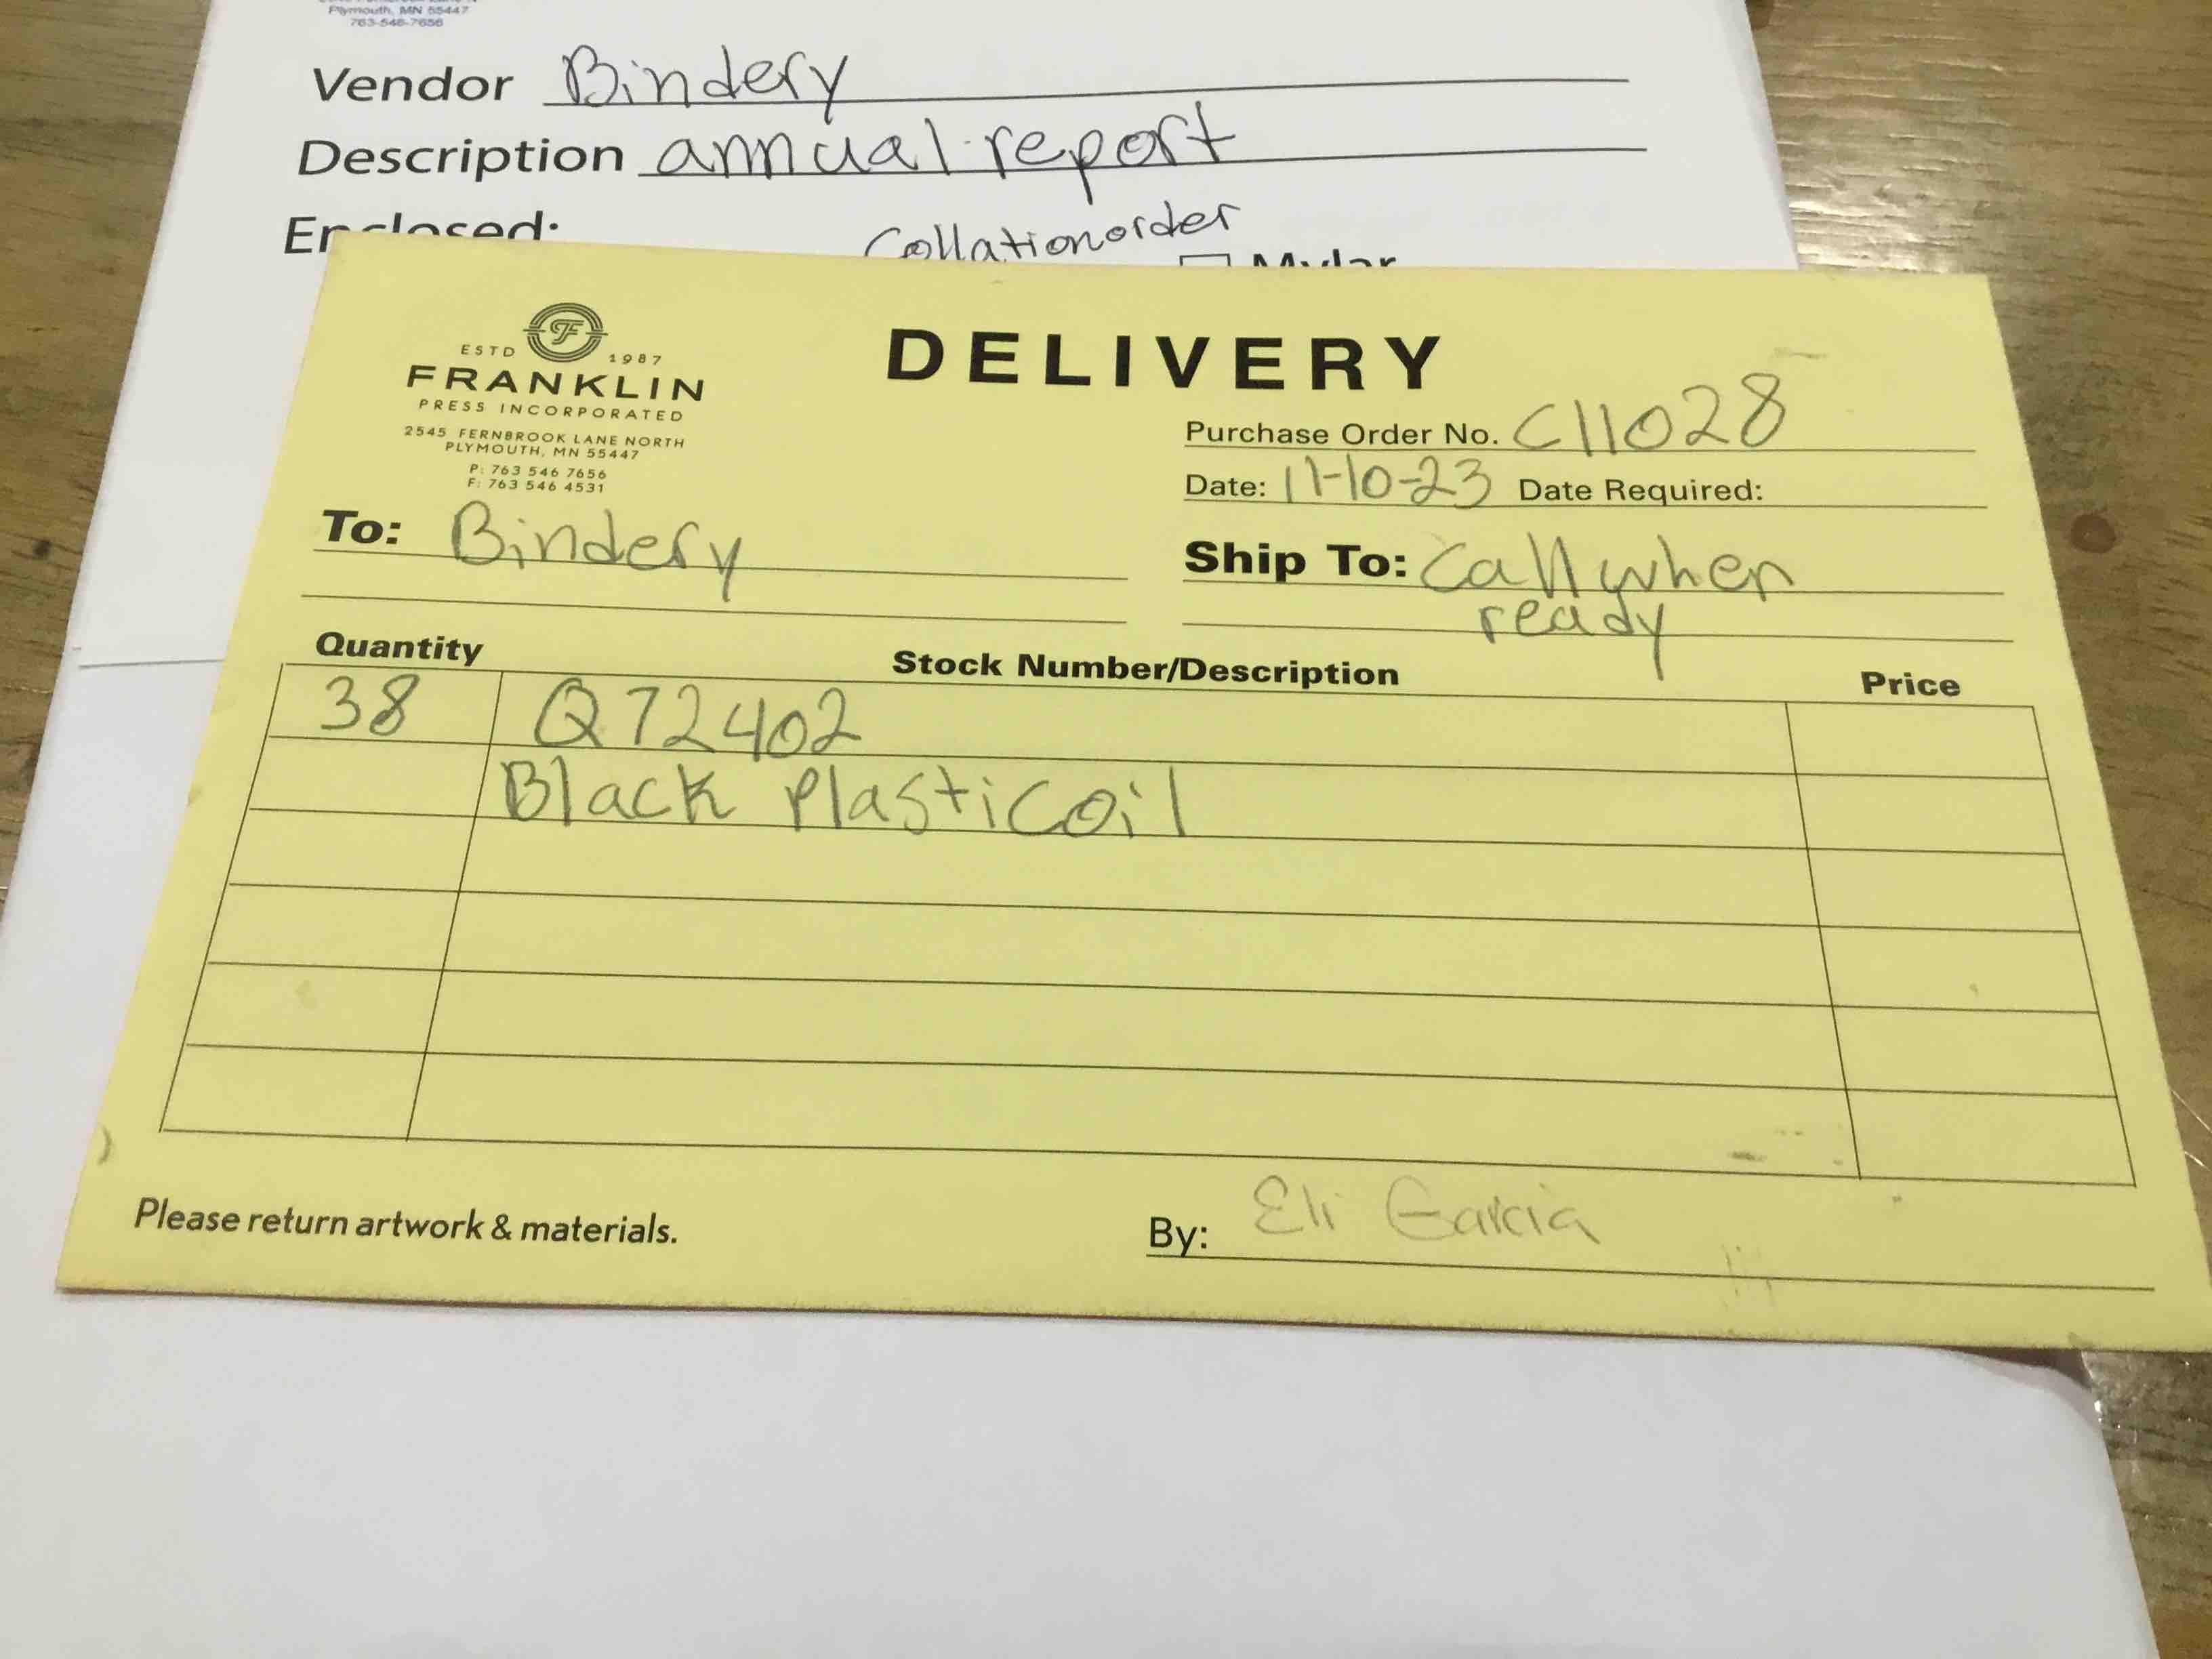 Plymouth, MN 55447
763-546-7656
Vendor Bindery
Description annual report
Enclosed:
Collation order
Mylar
ESTD 1987
FRANKLIN
PRESS INCORPORATED
2545 FERNBROOK LANE NORTH
PLYMOUTH, MN 55447
P: 763 546 7656
F: 763 546 4531
DELIVERY
Purchase Order No. C11028
Date: 11-10-23 Date Required:
To: Bindery
Ship To: Call when
ready
Quantity Stock Number/Description Price
38 Q72402
Black Plasticoil
Please return artwork & materials.
By: Eli Garcia